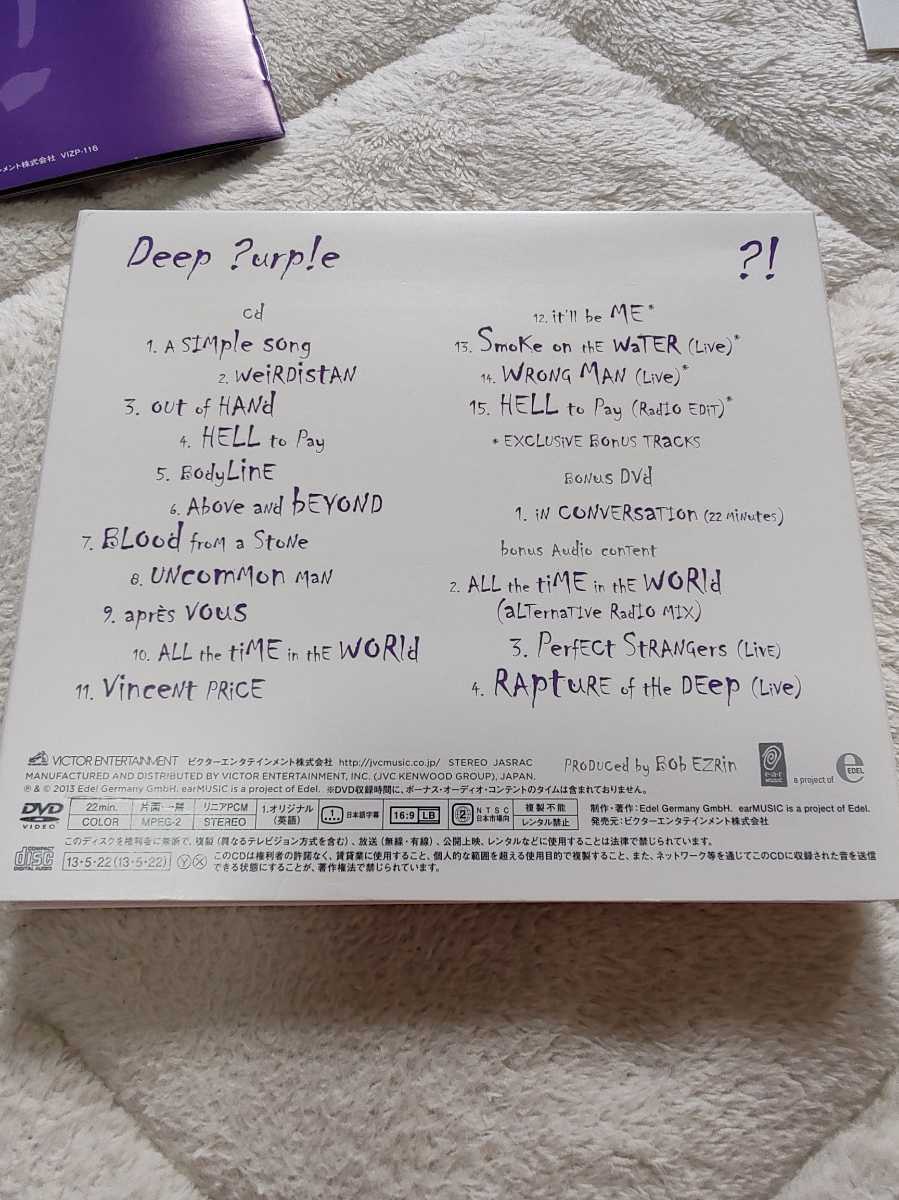 メント株式会社 VIZP-116
Deep ?urp!e
?!
cd
1. A SIMple song
2. WeiRDistAN
3. OUT of HANd
4. HELL to Pay
5. BodyLinE
6. Above and bEYOND
7. BLood froM a StoNe
8. UNcomMon MaN
9. aprÈs vous
10. ALL the tiME in thE WORld
11. VinceNT PRiCE
12. it'll be ME*
13. SmoKe on thE WaTER (Live)*
14. WRONG MAN (Live)*
15. HELL to Pay (RadIO EDiT)*
* EXCLUSiVE BonUS TRACKS
BoNUS DVd
1. iN CONVERSaTION (22 MiNUtes)
bonus Audio conTenT
2. ALL the tiME in thE WORld
(aLTernaTIVE RadIO MIX)
3. PerfECT StRANGers (LivE)
4. RAptuRE of tHe DEep (Live)
VICTOR ENTERTAINMENT ビクターエンタテインメント株式会社 http://jvcmusic.co.jp/ STEREO JASRAC
MANUFACTURED AND DISTRIBUTED BY VICTOR ENTERTAINMENT, INC. (JVC KENWOOD GROUP), JAPAN.
℗ & © 2013 Edel Germany GmbH. earMUSIC is a project of Edel. ※DVD収録時間に、ボーナス・オーディオ・コンテントのタイムは含まれておりません。
PRODUCEd by BOb EZRin
e·a·r MUSIC
a project of EDEL
DVD VIDEO
22min. 片面一層 リニアPCM 1.オリジナル (英語) 1 日本語字幕 16:9 LB 2 NTSC 日本市場向 複製不能
COLOR MPEG-2 STEREO レンタル禁止
制作・著作：Edel Germany GmbH. earMUSIC is a project of Edel.
発売元：ビクターエンタテインメント株式会社
このディスクを権利者に無断で、複製（異なるテレビジョン方式を含む）、放送（無線・有線）、公開上映、レンタルなどに使用することは法律で禁じられています。
COMPACT disc DIGITAL AUDIO
13・5・22 (13・5・22) Y X このCDは権利者の許諾なく、賃貸業に使用すること、個人的な範囲を超える使用目的で複製すること、また、ネットワーク等を通じてこのCDに収録された音を送信
できる状態にすることが、著作権法で禁じられています。